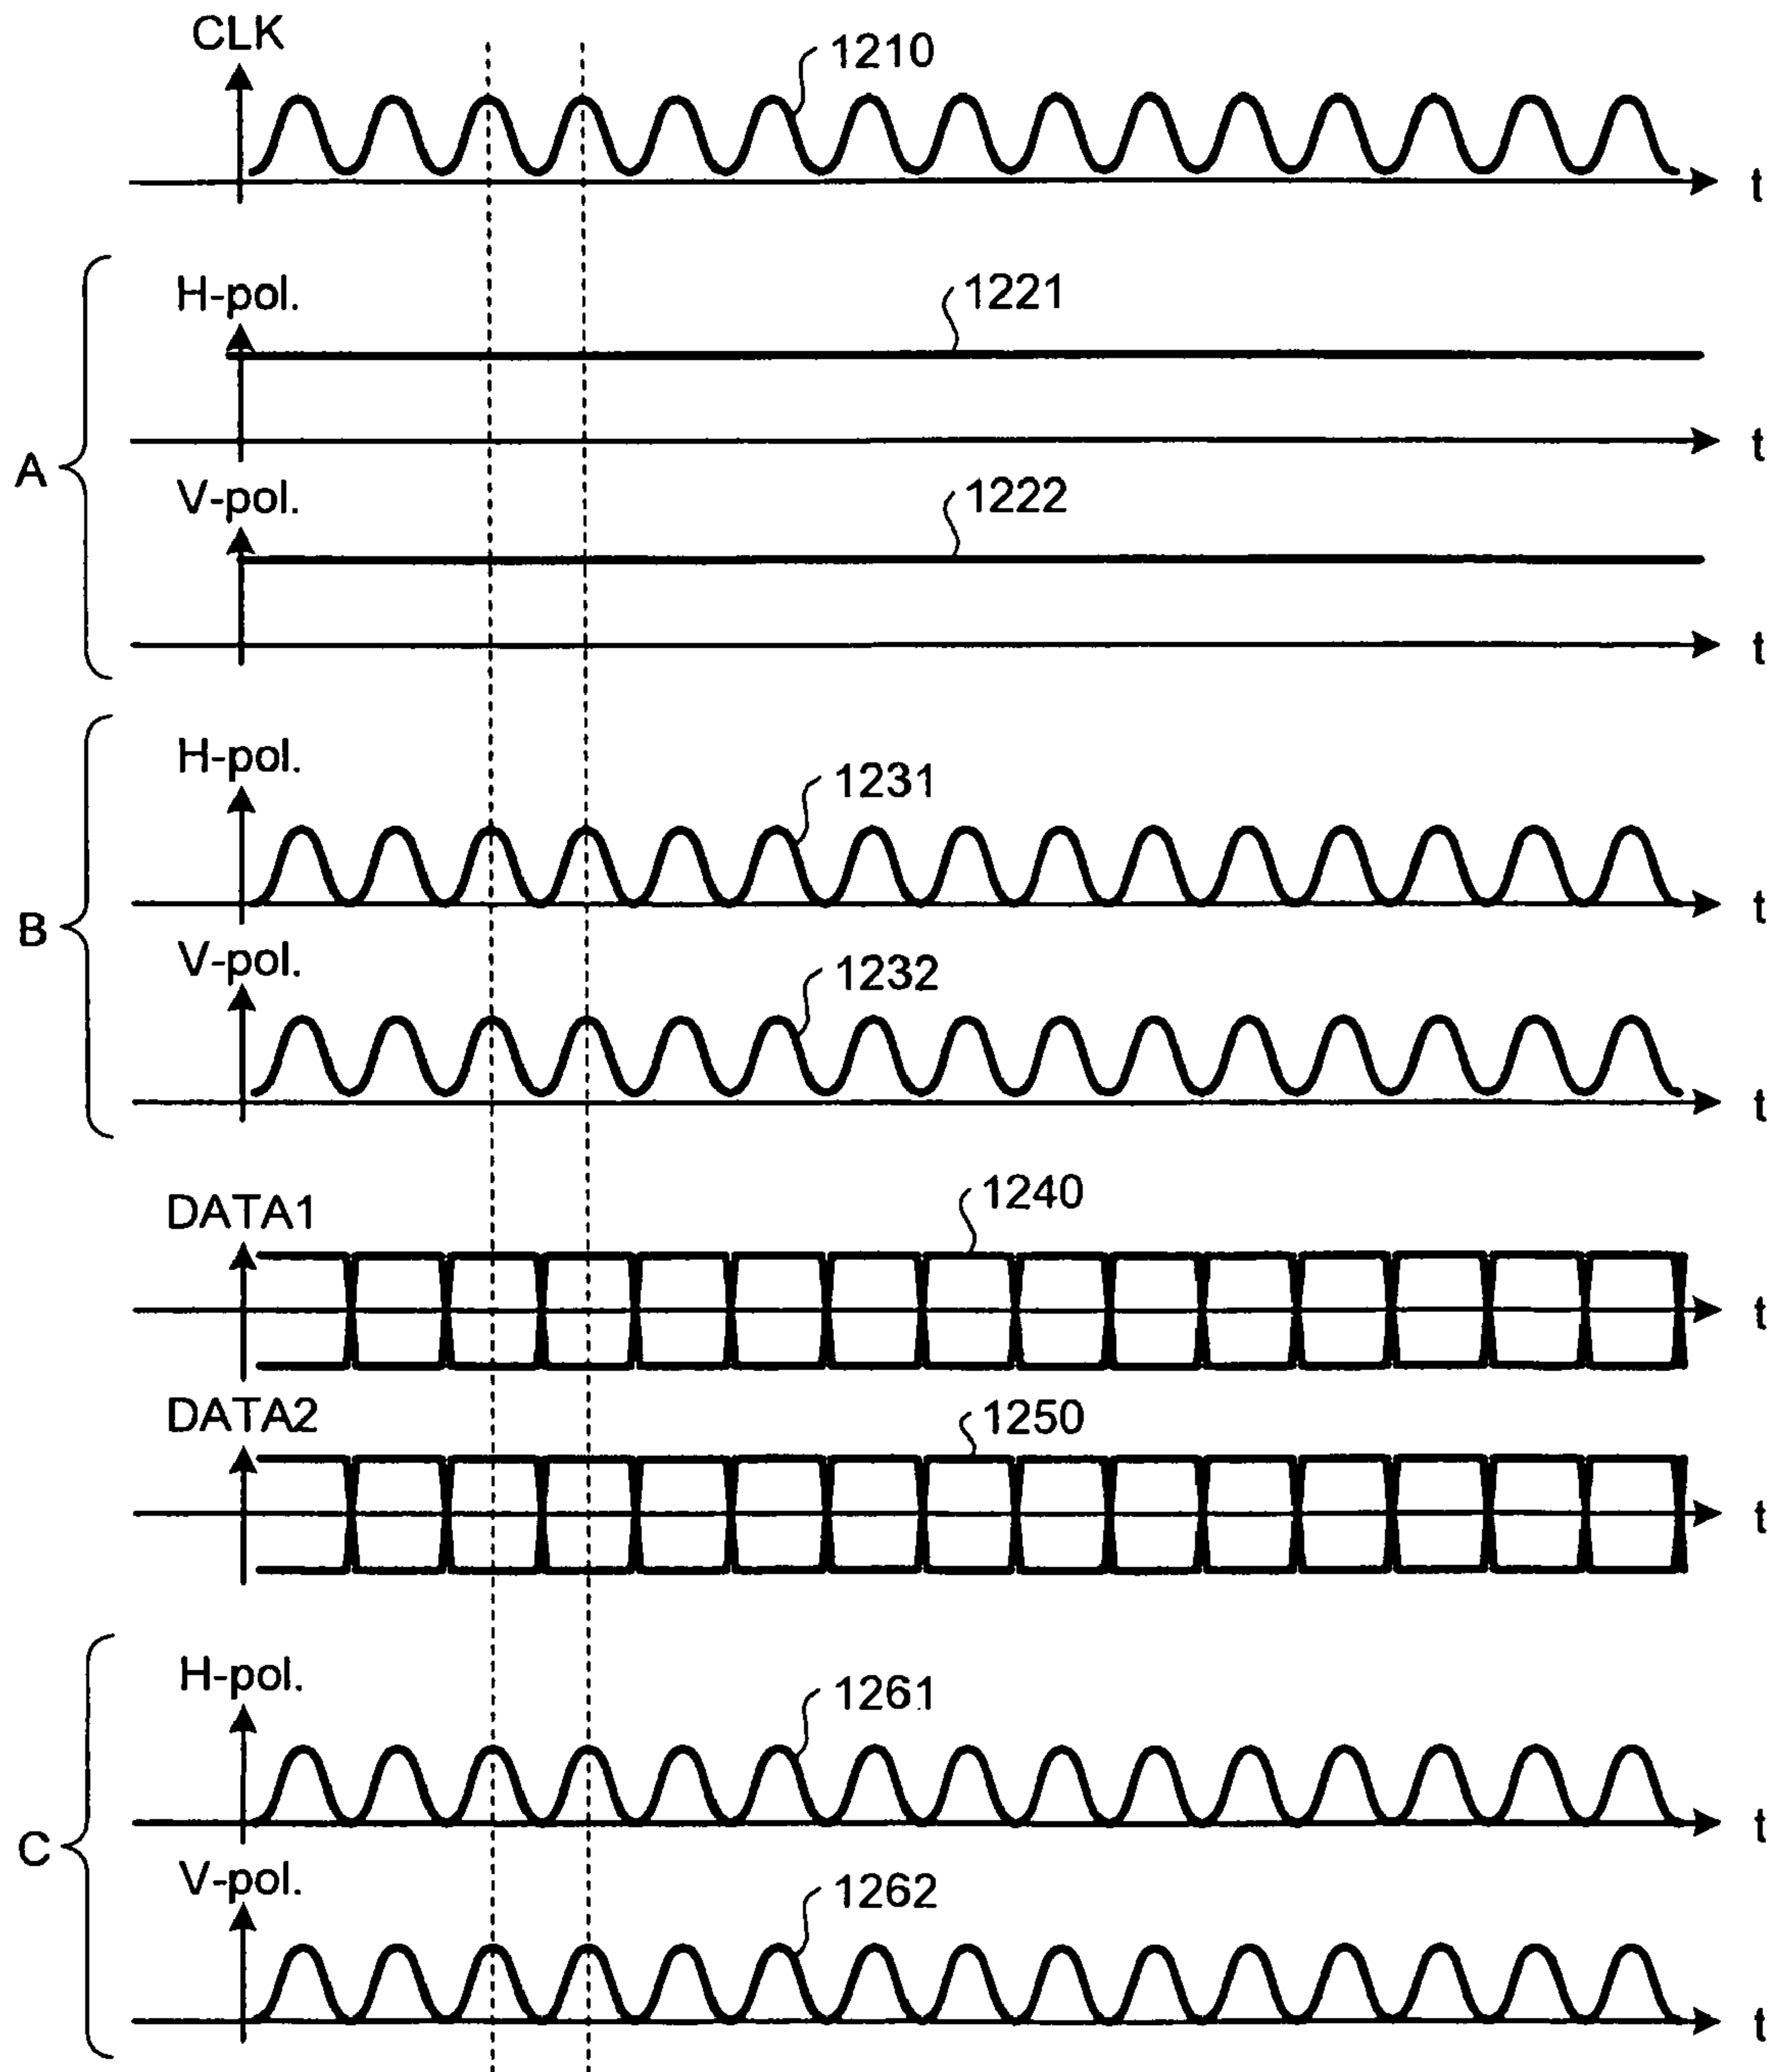 CLK
1210
t
A
H-pol.
1221
t
V-pol.
1222
t
B
H-pol.
1231
t
V-pol.
1232
t
DATA1
1240
t
DATA2
1250
t
C
H-pol.
1261
t
V-pol.
1262
t